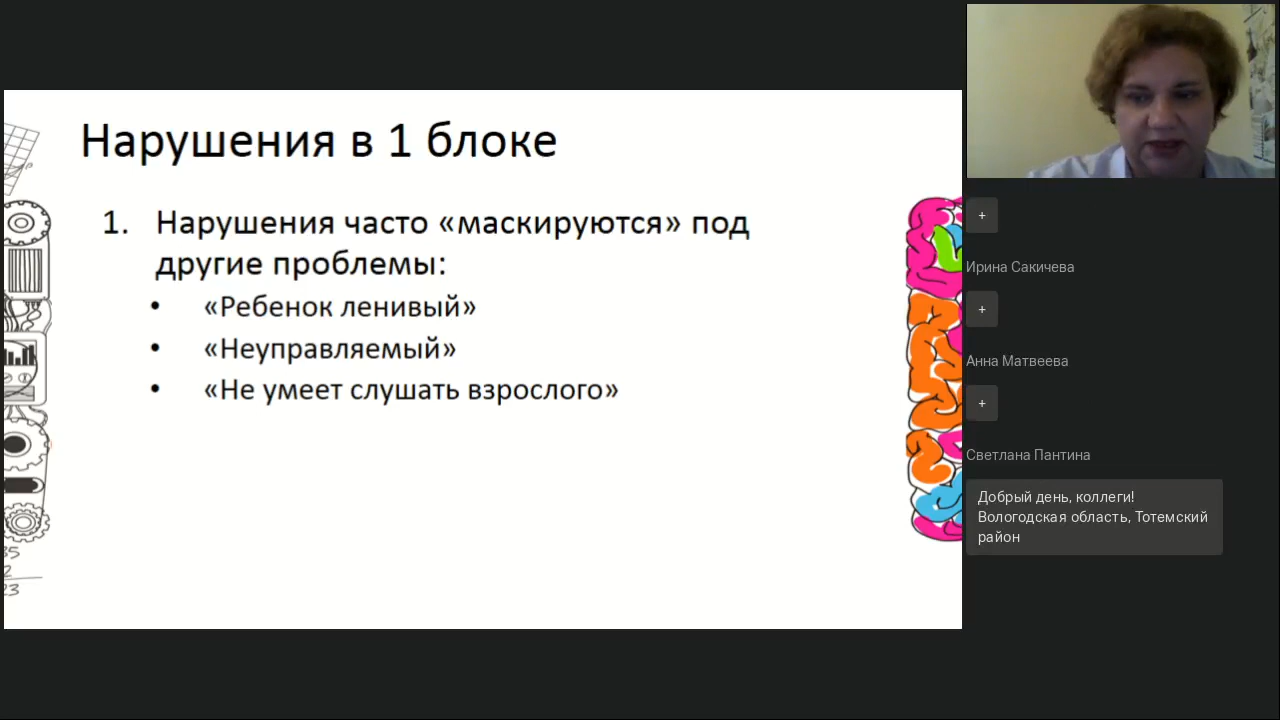 Нарушения в 1 блоке
1. Нарушения часто «маскируются» под
другие проблемы:
• «Ребенок ленивый»
• «Неуправляемый»
• «Не умеет слушать взрослого»
+
Ирина Сакичева
+
Анна Матвеева
+
Светлана Пантина
Добрый день, коллеги!
Вологодская область, Тотемский
район